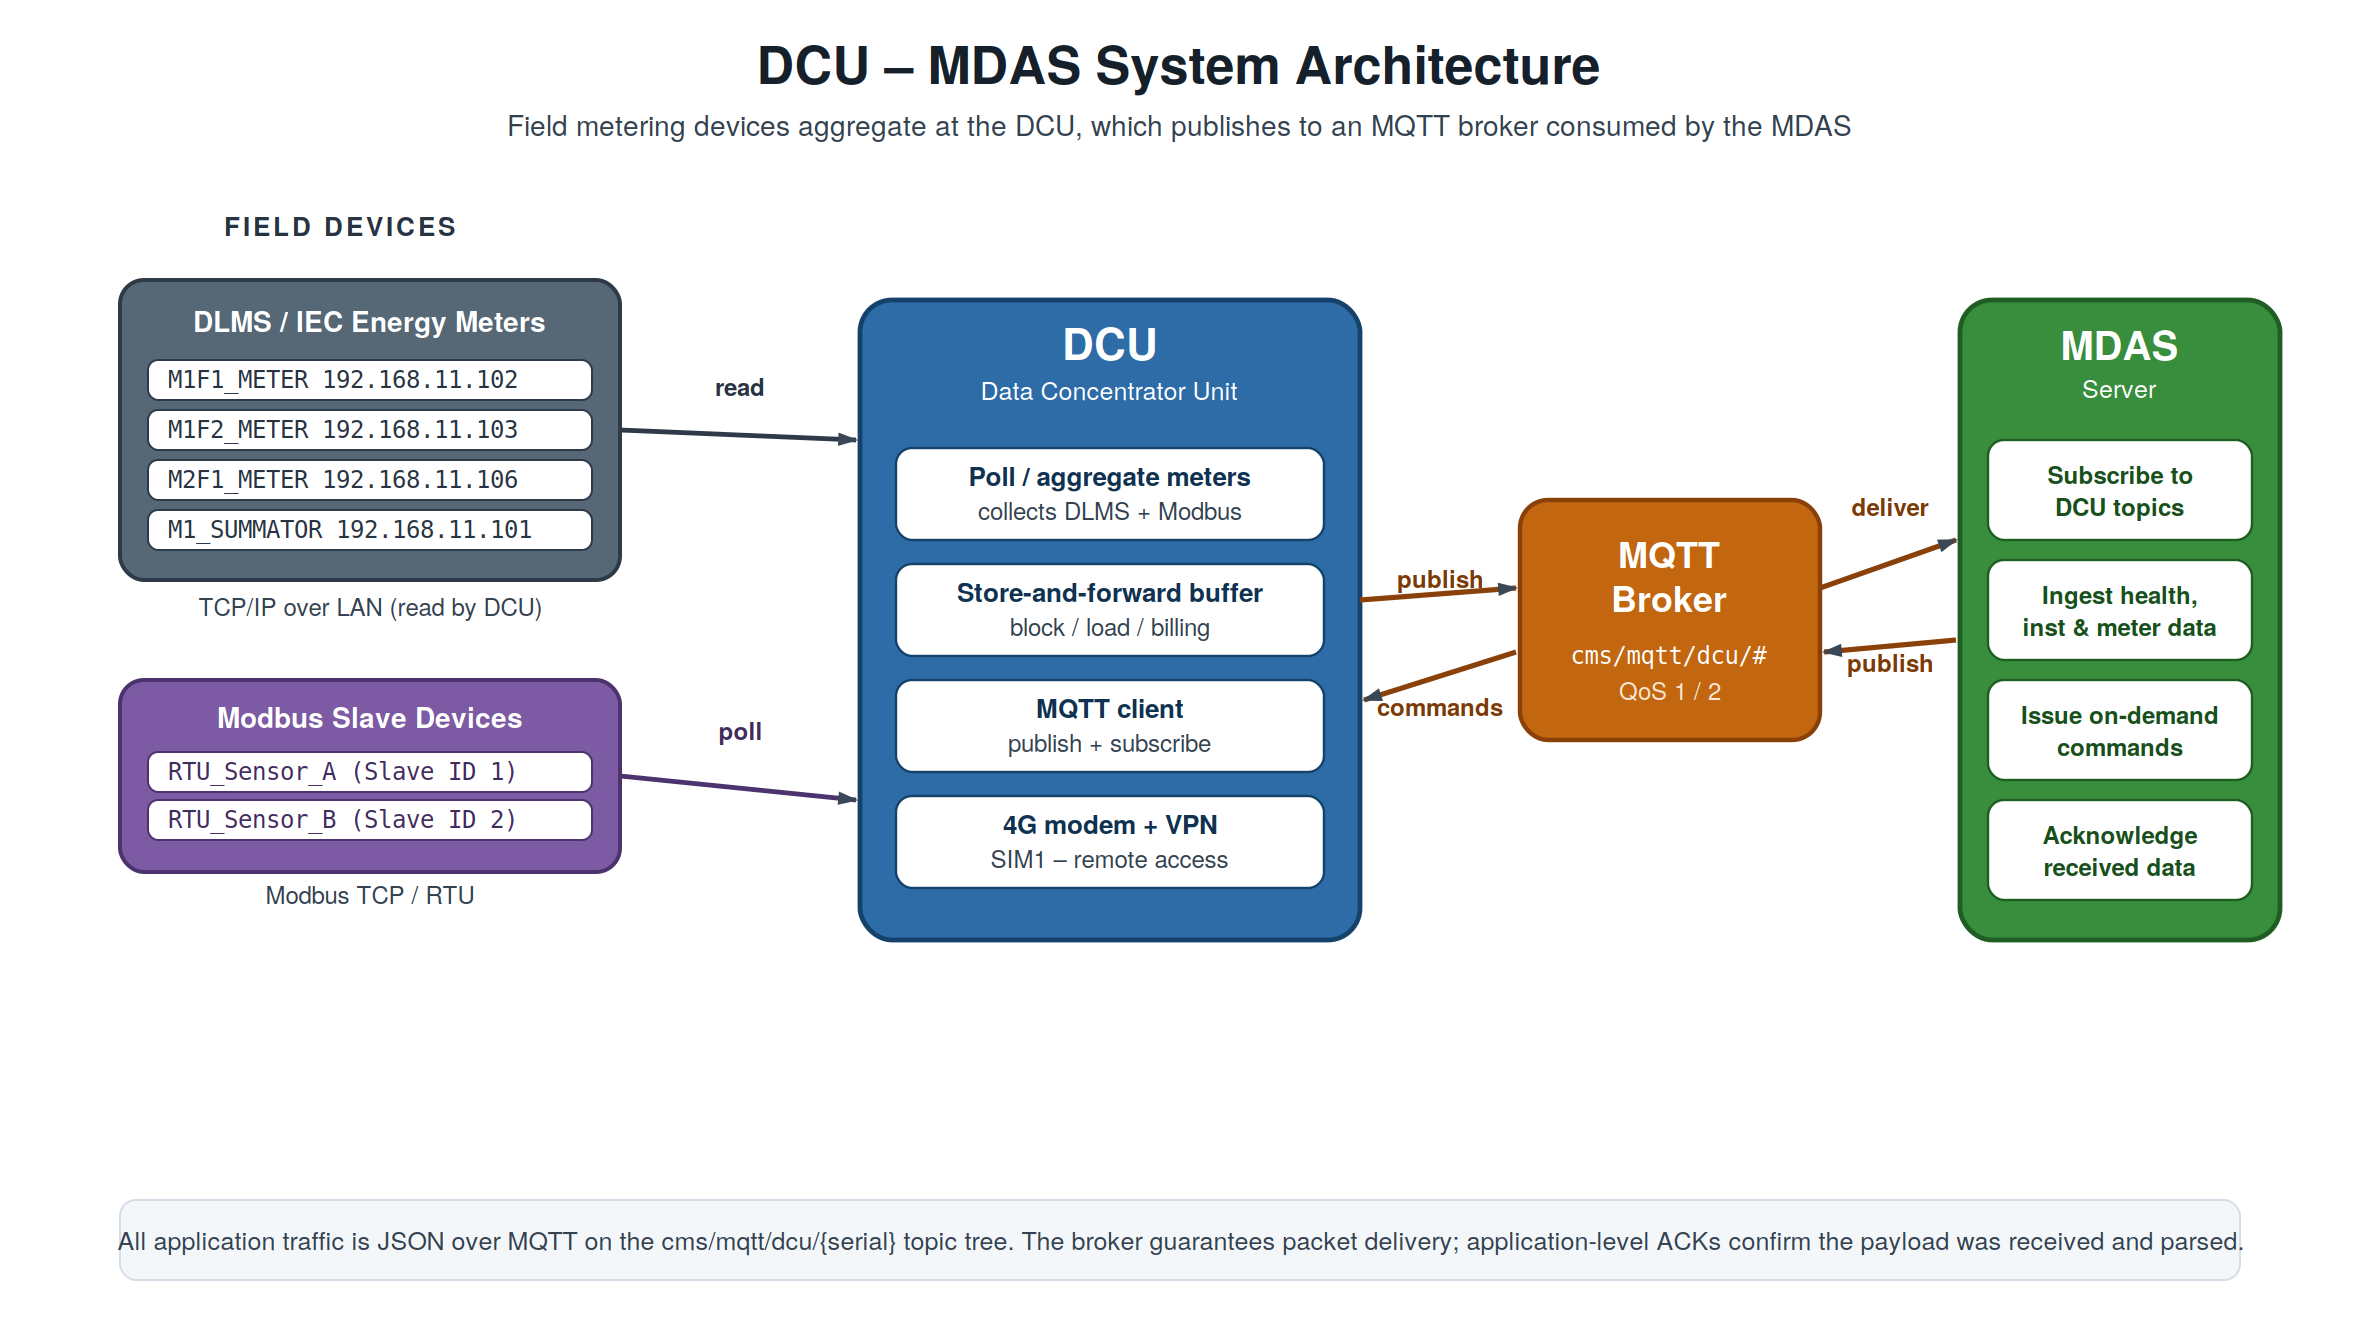 DCU – MDAS System Architecture
Field metering devices aggregate at the DCU, which publishes to an MQTT broker consumed by the MDAS
FIELD DEVICES
DLMS / IEC Energy Meters
M1F1_METER 192.168.11.102
M1F2_METER 192.168.11.103
M2F1_METER 192.168.11.106
M1_SUMMATOR 192.168.11.101
TCP/IP over LAN (read by DCU)
Modbus Slave Devices
RTU_Sensor_A (Slave ID 1)
RTU_Sensor_B (Slave ID 2)
Modbus TCP / RTU
read
poll
DCU
Data Concentrator Unit
Poll / aggregate meters
collects DLMS + Modbus
Store-and-forward buffer
block / load / billing
MQTT client
publish + subscribe
4G modem + VPN
SIM1 – remote access
publish
commands
MQTT
Broker
cms/mqtt/dcu/#
QoS 1 / 2
deliver
publish
MDAS
Server
Subscribe to
DCU topics
Ingest health,
inst & meter data
Issue on-demand
commands
Acknowledge
received data
All application traffic is JSON over MQTT on the cms/mqtt/dcu/{serial} topic tree. The broker guarantees packet delivery; application-level ACKs confirm the payload was received and parsed.